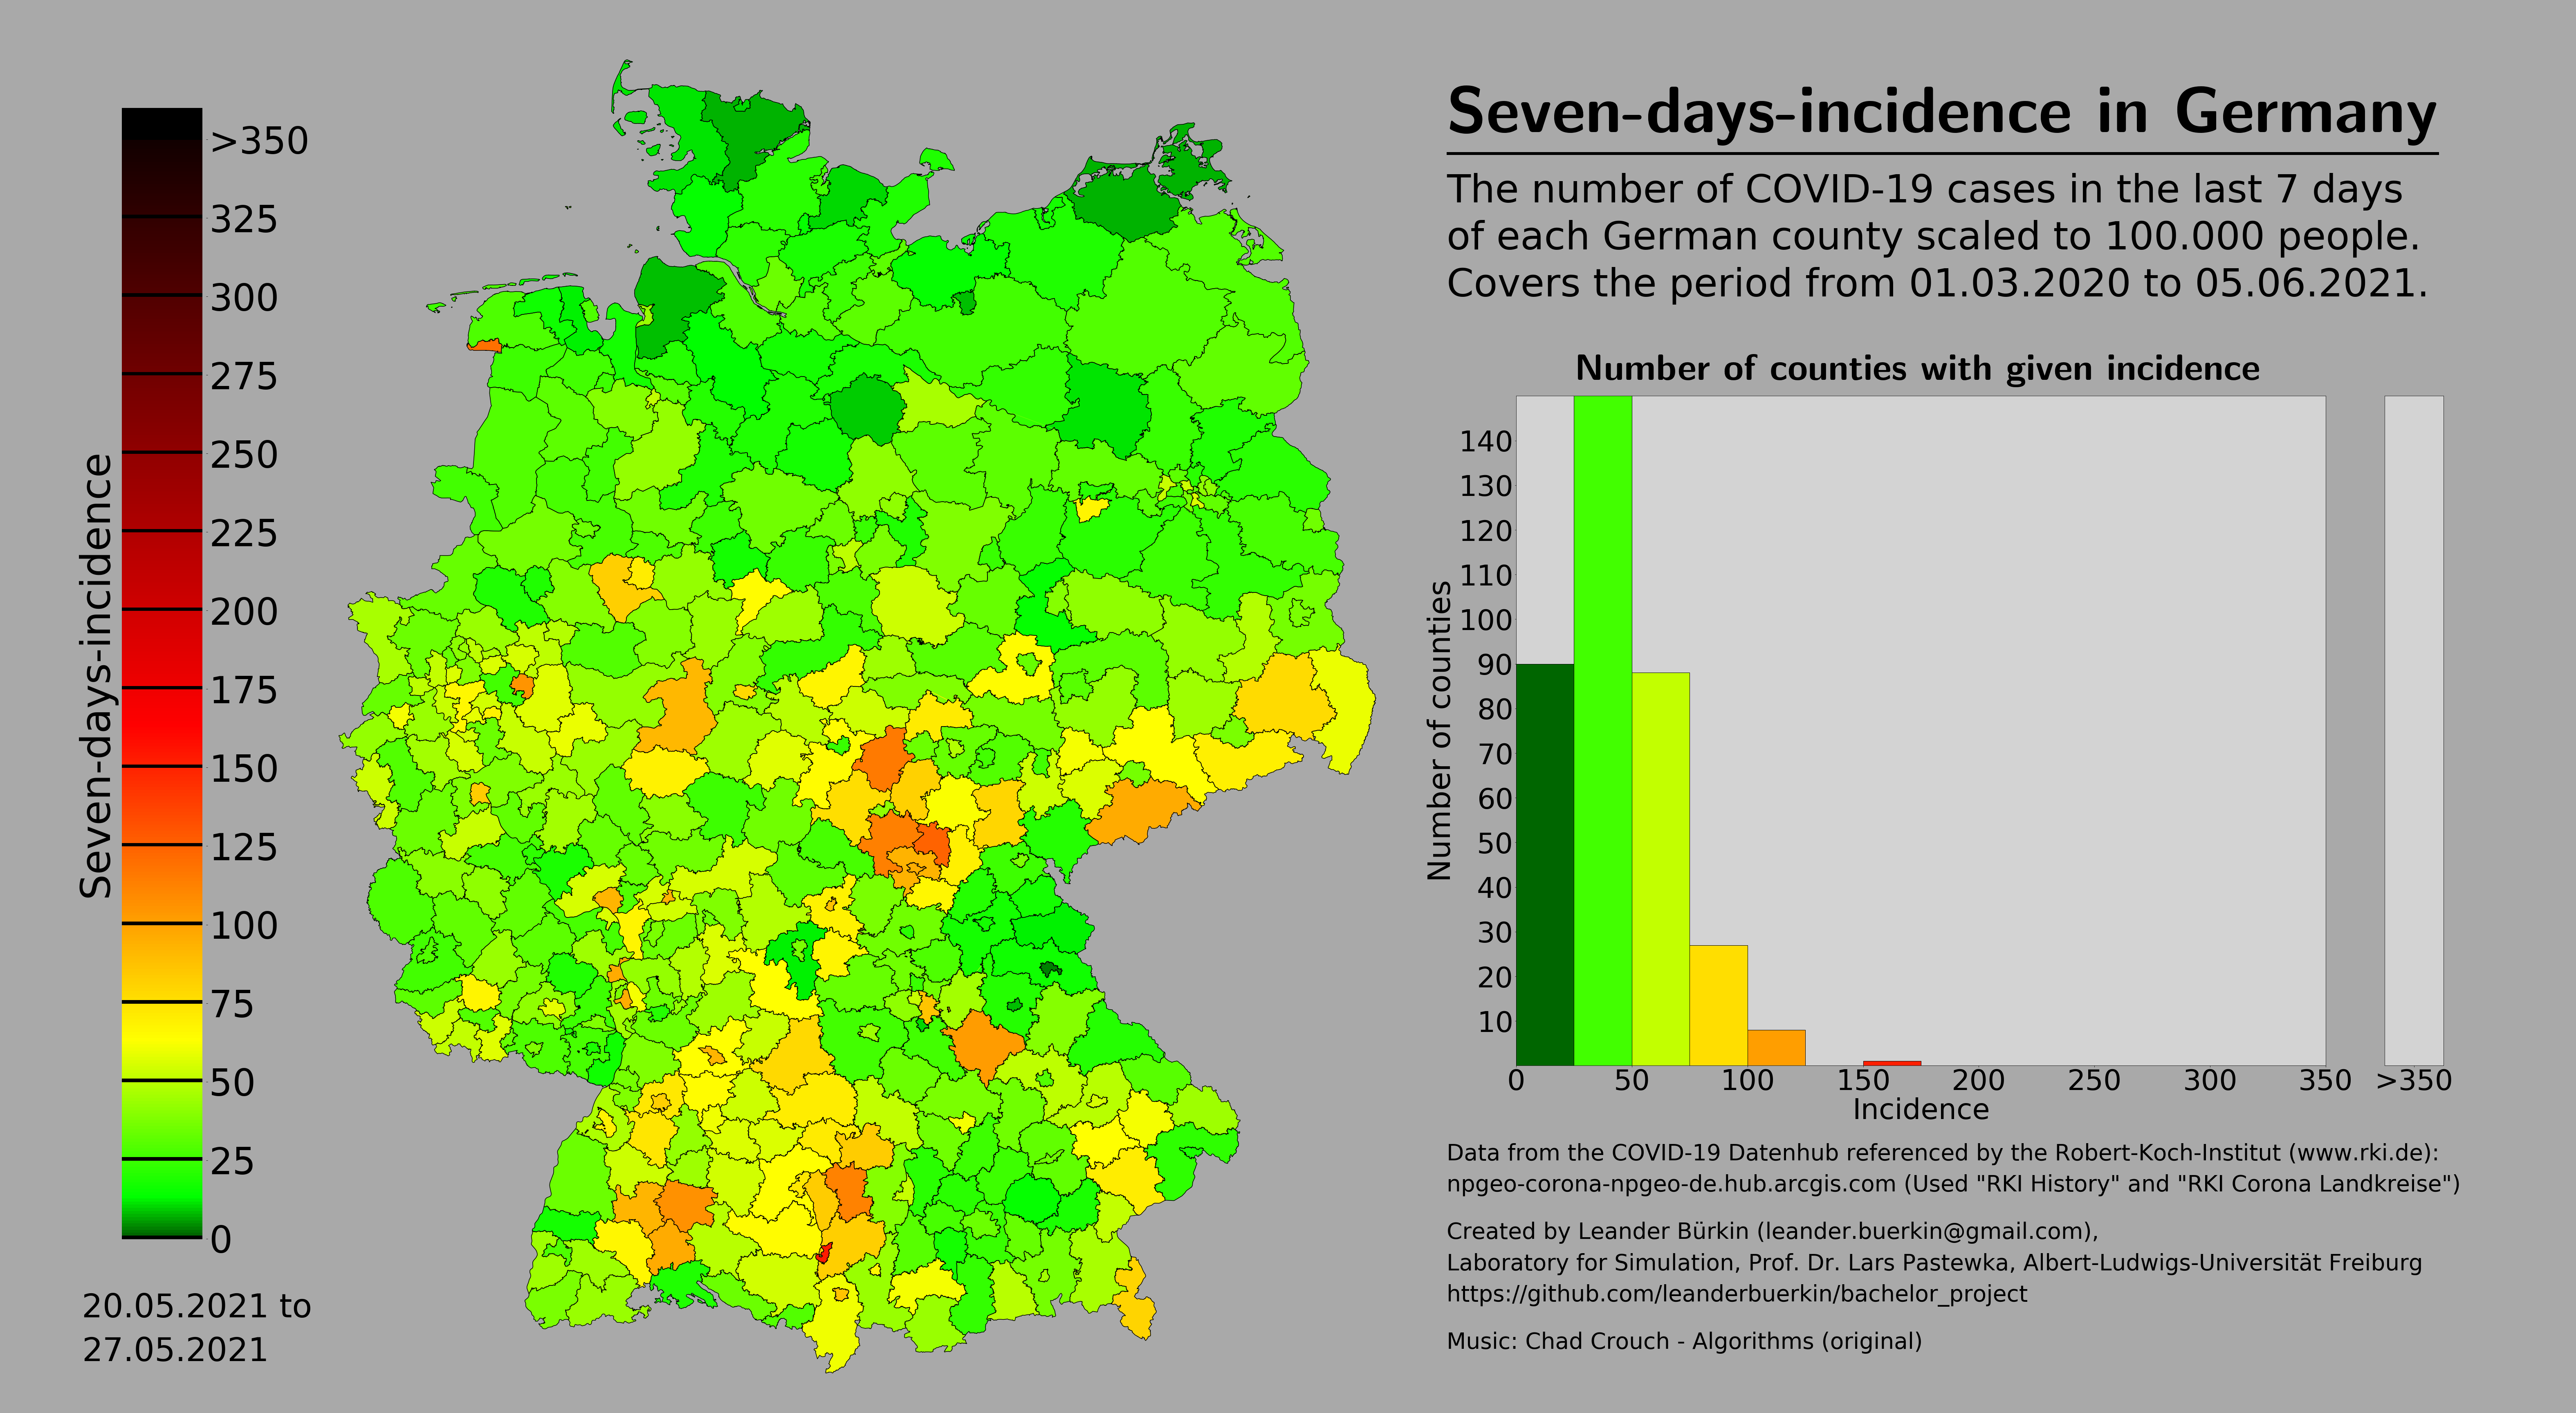 Seven-days-incidence in Germany
The number of COVID-19 cases in the last 7 days
of each German county scaled to 100.000 people.
Covers the period from 01.03.2020 to 05.06.2021.
Seven-days-incidence
>350
325
300
275
250
225
200
175
150
125
100
75
50
25
0
20.05.2021 to
27.05.2021
Number of counties with given incidence
Number of counties
140
130
120
110
100
90
80
70
60
50
40
30
20
10
0 50 100 150 200 250 300 350 >350
Incidence
Data from the COVID-19 Datenhub referenced by the Robert-Koch-Institut (www.rki.de):
npgeo-corona-npgeo-de.hub.arcgis.com (Used "RKI History" and "RKI Corona Landkreise")
Created by Leander Bürkin (leander.buerkin@gmail.com),
Laboratory for Simulation, Prof. Dr. Lars Pastewka, Albert-Ludwigs-Universität Freiburg
https://github.com/leanderbuerkin/bachelor_project
Music: Chad Crouch - Algorithms (original)